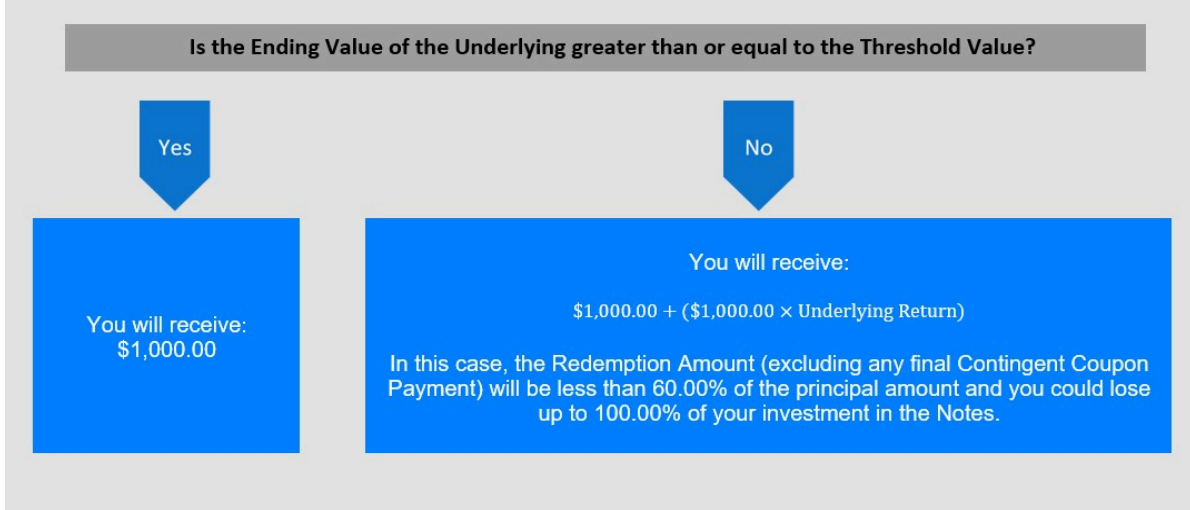 Is the Ending Value of the Underlying greater than or equal to the Threshold Value?
Yes
No
You will receive:
$1,000.00
You will receive:
$1,000.00 + ($1,000.00 × Underlying Return)
In this case, the Redemption Amount (excluding any final Contingent Coupon
Payment) will be less than 60.00% of the principal amount and you could lose
up to 100.00% of your investment in the Notes.